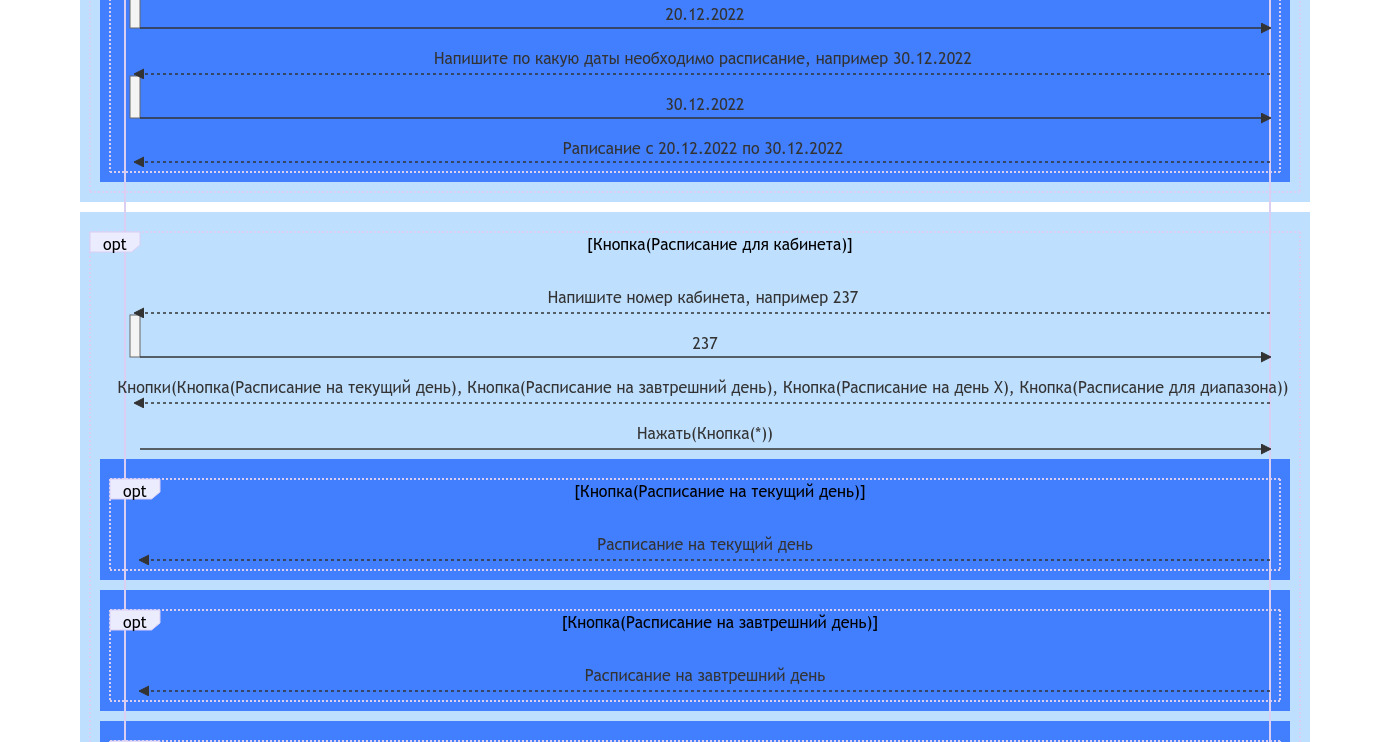 20.12.2022
Напишите по какую даты необходимо расписание, например 30.12.2022
30.12.2022
Раписание с 20.12.2022 по 30.12.2022
opt
[Кнопка(Расписание для кабинета)]
Напишите номер кабинета, например 237
237
Кнопки(Кнопка(Расписание на текущий день), Кнопка(Расписание на завтрешний день), Кнопка(Расписание на день X), Кнопка(Расписание для диапазона))
Нажать(Кнопка(*))
opt
[Кнопка(Расписание на текущий день)]
Расписание на текущий день
opt
[Кнопка(Расписание на завтрешний день)]
Расписание на завтрешний день